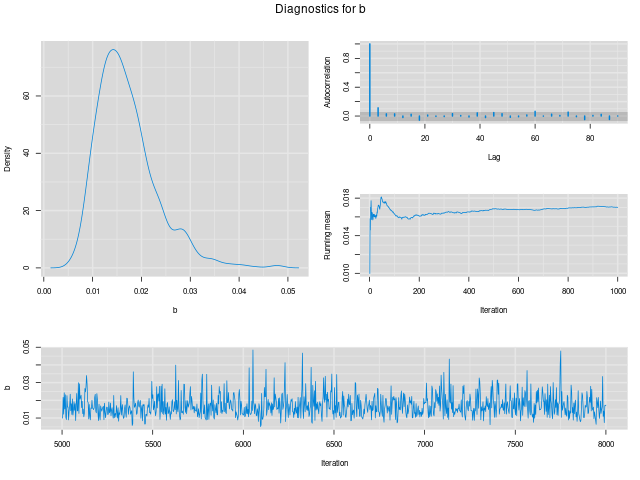 Diagnostics for b
Density
0 20 40 60
0.00 0.01 0.02 0.03 0.04 0.05
b
Autocorrelation
0.0 0.4 0.8
0 20 40 60 80
Lag
Running mean
0.010 0.014 0.018
0 200 400 600 800 1000
Iteration
b
0.01 0.03 0.05
5000 5500 6000 6500 7000 7500 8000
Iteration